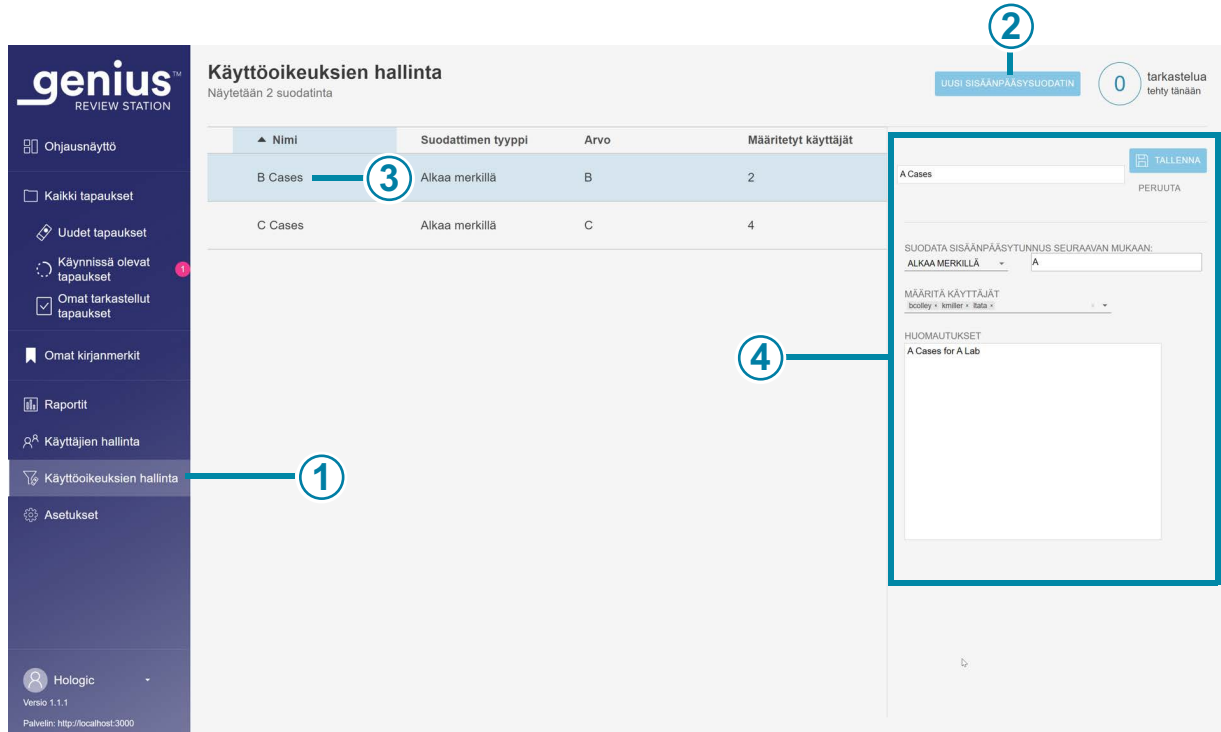 2
genius™
REVIEW STATION
Ohjausnäyttö
Kaikki tapaukset
Uudet tapaukset
Käynnissä olevat
tapaukset
1
Omat tarkastellut
tapaukset
Omat kirjanmerkit
Raportit
Käyttäjien hallinta
Käyttöoikeuksien hallinta
1
Asetukset
Hologic
Versio 1.1.1
Palvelin: http://localhost:3000
Käyttöoikeuksien hallinta
Näytetään 2 suodatinta
UUSI SISÄÄNPÄÄSYSUODATIN
0 tarkastelua
tehty tänään
Nimi Suodattimen tyyppi Arvo Määritetyt käyttäjät
B Cases 3 Alkaa merkillä B 2
C Cases Alkaa merkillä C 4
TALLENNA
A Cases
PERUUTA
SUODATA SISÄÄNPÄÄSYTUNNUS SEURAAVAN MUKAAN:
ALKAA MERKILLÄ A
MÄÄRITÄ KÄYTTÄJÄT
bcolley × kmiller × ltata ×
HUOMAUTUKSET
A Cases for A Lab
4